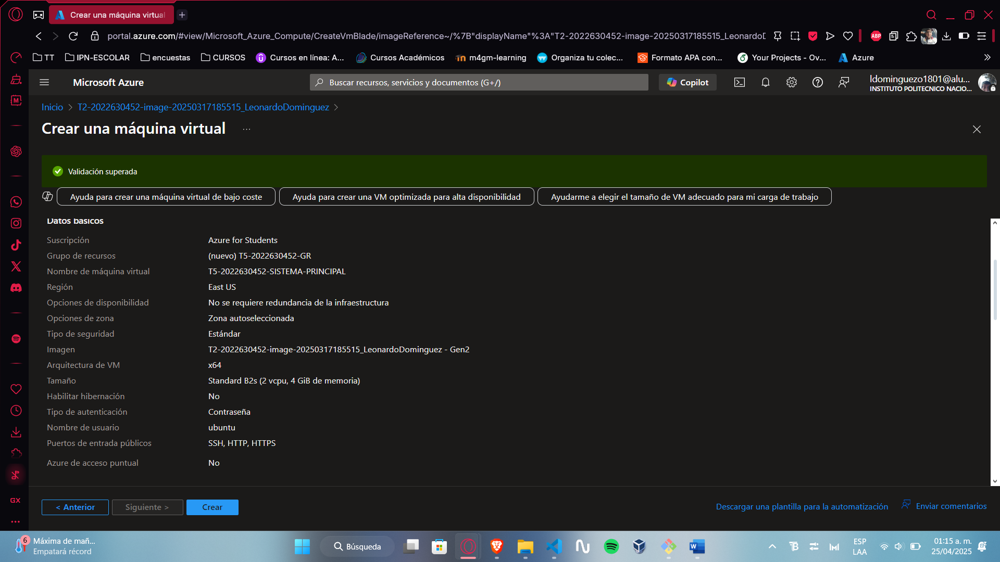 Crear una máquina virtual
portal.azure.com/#view/Microsoft_Azure_Compute/CreateVmBlade/imageReference~/%7B"displayName"%3A"T2-2022630452-image-20250317185515_LeonardoD
ABP
TT IPN-ESCOLAR encuestas CURSOS Cursos en línea: A... Cursos Académicos m4gm-learning Organiza tu colec... Formato APA con... Your Projects - Ov... Azure
Microsoft Azure
Buscar recursos, servicios y documentos (G+/)
Copilot
ldominguezo1801@alu...
INSTITUTO POLITECNICO NACIO...
Inicio > T2-2022630452-image-20250317185515_LeonardoDominguez >
Crear una máquina virtual ...
Validación superada
Ayuda para crear una máquina virtual de bajo coste
Ayuda para crear una VM optimizada para alta disponibilidad
Ayudarme a elegir el tamaño de VM adecuado para mi carga de trabajo
Datos básicos
Suscripción Azure for Students
Grupo de recursos (nuevo) T5-2022630452-GR
Nombre de máquina virtual T5-2022630452-SISTEMA-PRINCIPAL
Región East US
Opciones de disponibilidad No se requiere redundancia de la infraestructura
Opciones de zona Zona autoseleccionada
Tipo de seguridad Estándar
Imagen T2-2022630452-image-20250317185515_LeonardoDominguez - Gen2
Arquitectura de VM x64
Tamaño Standard B2s (2 vcpu, 4 GiB de memoria)
Habilitar hibernación No
Tipo de autenticación Contraseña
Nombre de usuario ubuntu
Puertos de entrada públicos SSH, HTTP, HTTPS
Azure de acceso puntual No
< Anterior
Siguiente >
Crear
Descargar una plantilla para la automatización
Enviar comentarios
GX
6
Máxima de mañ...
Empatará récord
Búsqueda
ESP
LAA
01:15 a. m.
25/04/2025